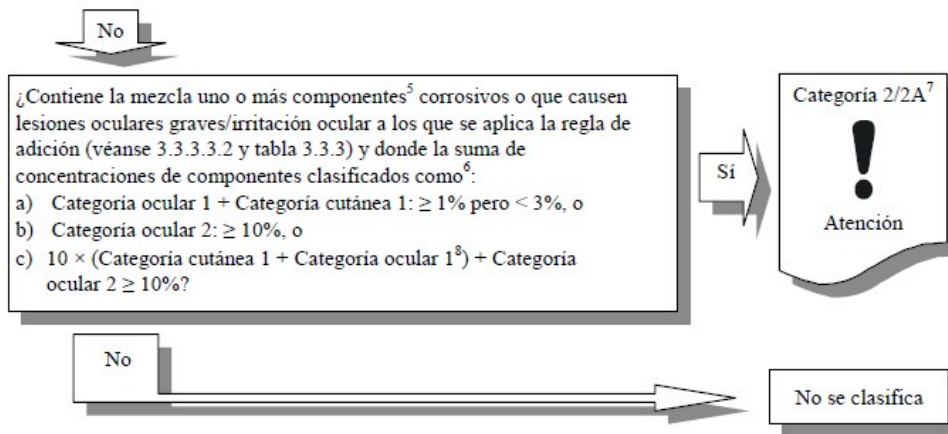 No
¿Contiene la mezcla uno o más componentes⁵ corrosivos o que causen
lesiones oculares graves/irritación ocular a los que se aplica la regla de
adición (véanse 3.3.3.3.2 y tabla 3.3.3) y donde la suma de
concentraciones de componentes clasificados como⁶:
a) Categoría ocular 1 + Categoría cutánea 1: ≥ 1% pero < 3%, o
b) Categoría ocular 2: ≥ 10%, o
c) 10 × (Categoría cutánea 1 + Categoría ocular 1⁸) + Categoría
ocular 2 ≥ 10%?
Sí
Categoría 2/2A⁷
Atención
No
No se clasifica